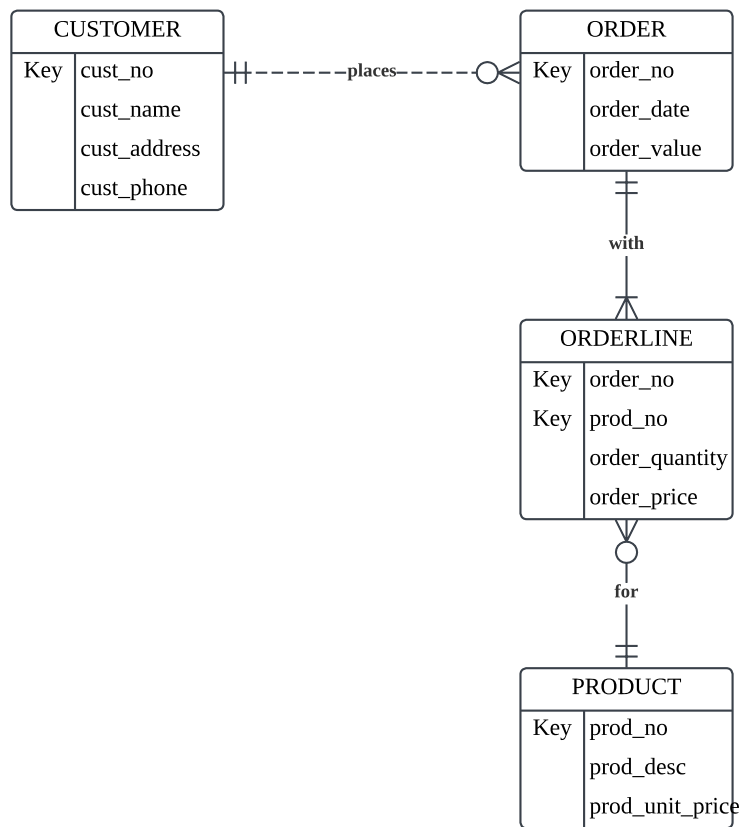 CUSTOMER
Key cust_no
cust_name
cust_address
cust_phone
places
ORDER
Key order_no
order_date
order_value
with
ORDERLINE
Key order_no
Key prod_no
order_quantity
order_price
for
PRODUCT
Key prod_no
prod_desc
prod_unit_price